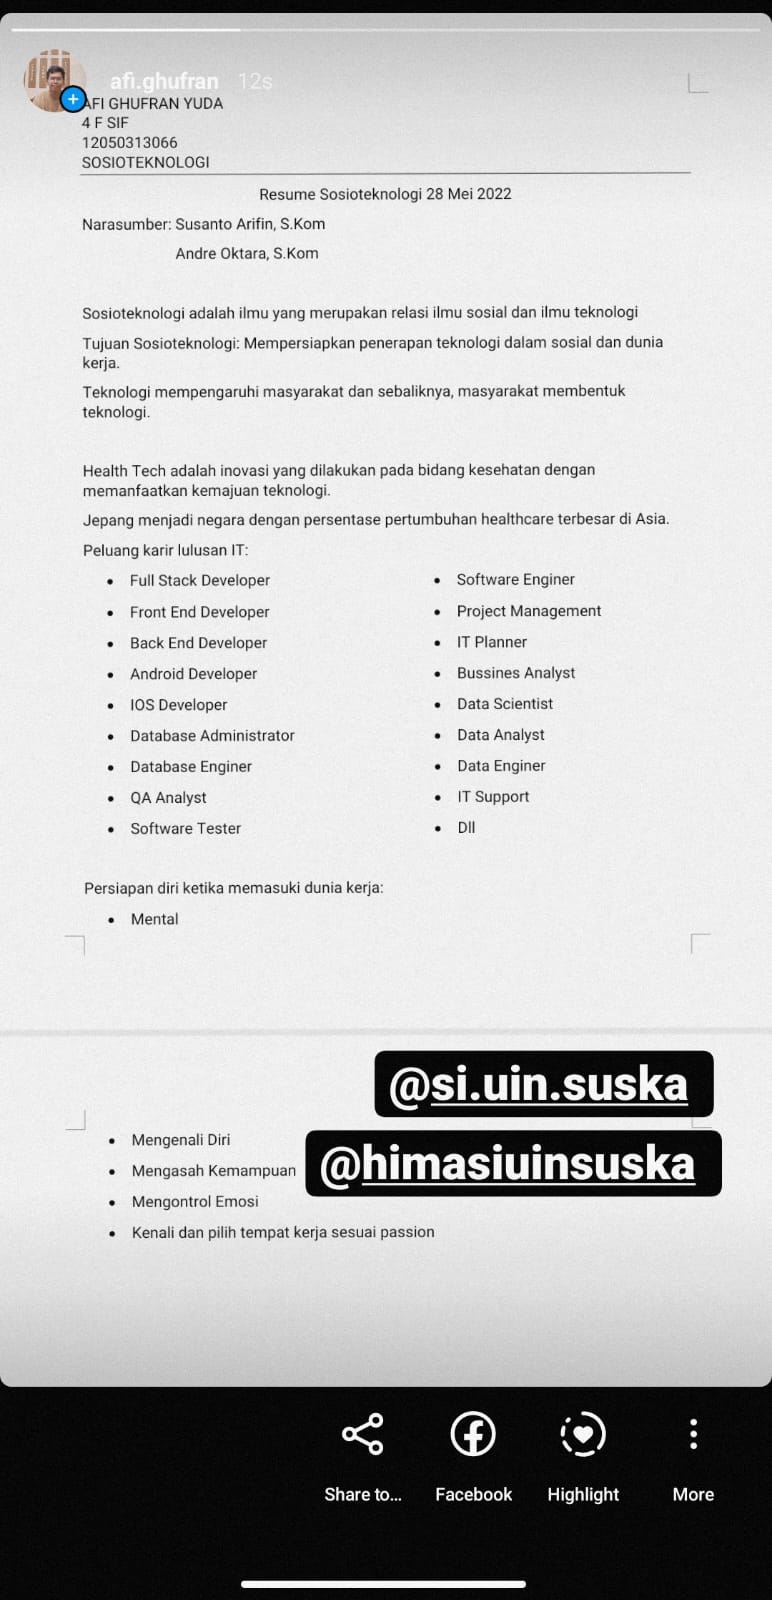 afi.ghufran 12s
AFI GHUFRAN YUDA
4 F SIF
12050313066
SOSIOTEKNOLOGI
Resume Sosioteknologi 28 Mei 2022
Narasumber: Susanto Arifin, S.Kom
Andre Oktara, S.Kom
Sosioteknologi adalah ilmu yang merupakan relasi ilmu sosial dan ilmu teknologi
Tujuan Sosioteknologi: Mempersiapkan penerapan teknologi dalam sosial dan dunia
kerja.
Teknologi mempengaruhi masyarakat dan sebaliknya, masyarakat membentuk
teknologi.
Health Tech adalah inovasi yang dilakukan pada bidang kesehatan dengan
memanfaatkan kemajuan teknologi.
Jepang menjadi negara dengan persentase pertumbuhan healthcare terbesar di Asia.
Peluang karir lulusan IT:
• Full Stack Developer
• Front End Developer
• Back End Developer
• Android Developer
• IOS Developer
• Database Administrator
• Database Enginer
• QA Analyst
• Software Tester
• Software Enginer
• Project Management
• IT Planner
• Bussines Analyst
• Data Scientist
• Data Analyst
• Data Enginer
• IT Support
• Dll
Persiapan diri ketika memasuki dunia kerja:
• Mental
@si.uin.suska
• Mengenali Diri
@himasiuinsuska
• Mengasah Kemampuan
• Mengontrol Emosi
• Kenali dan pilih tempat kerja sesuai passion
Share to...
Facebook
Highlight
More